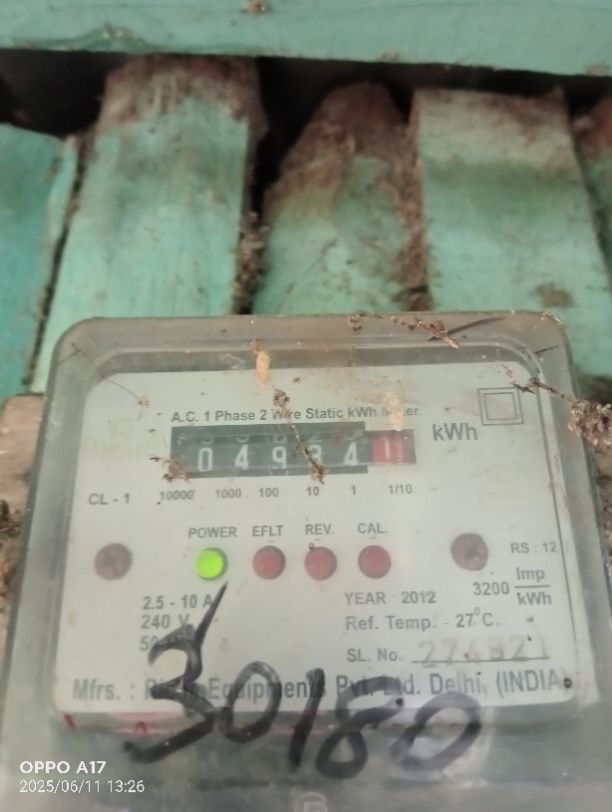 A.C. 1 Phase 2 Wire Static kWh
0 4 9 3 4 1
kWh
CL - 1
10000 1000 100 10 1 1/10
POWER EFLT REV. CAL.
RS : 12
3200 Imp
kWh
2.5 - 10 A
240 V
YEAR : 2012
Ref. Temp. - 27°C.
SL. No.
Mfrs. : Equipments Pvt. Ltd. Delhi, (INDIA)
30180
OPPO A17
2025/06/11 13:26